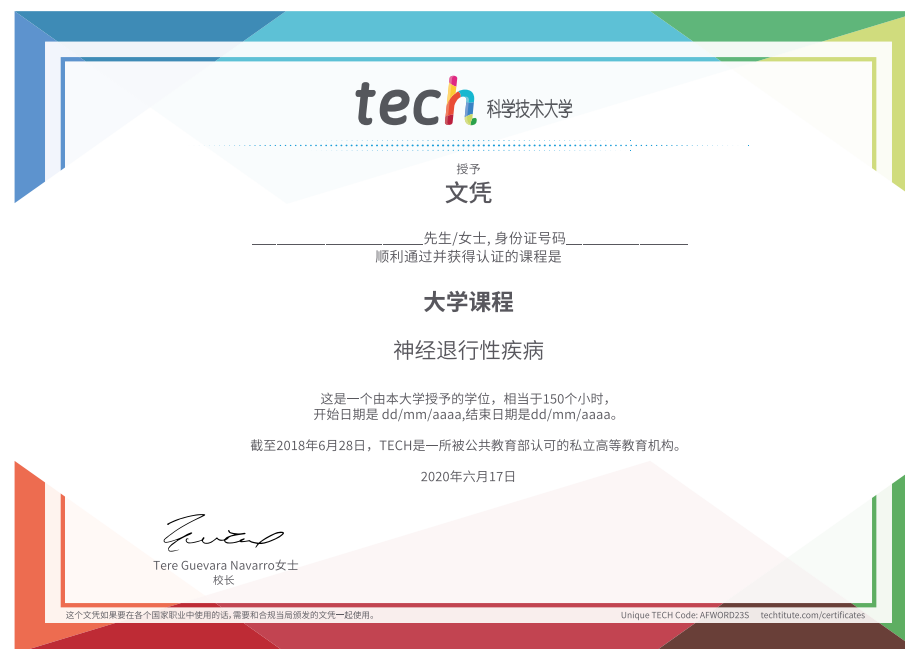 tech 科学技术大学
授予
文凭
____________________先生/女士, 身份证号码_______________
顺利通过并获得认证的课程是
大学课程
神经退行性疾病
这是一个由本大学授予的学位，相当于150个小时，
开始日期是 dd/mm/aaaa,结束日期是dd/mm/aaaa。
截至2018年6月28日，TECH是一所被公共教育部认可的私立高等教育机构。
2020年六月17日
Tere Guevara Navarro女士
校长
这个文凭如果要在各个国家职业中使用的话,需要和合规当局颁发的文凭一起使用。
Unique TECH Code: AFWORD235 techtitute.com/certificates